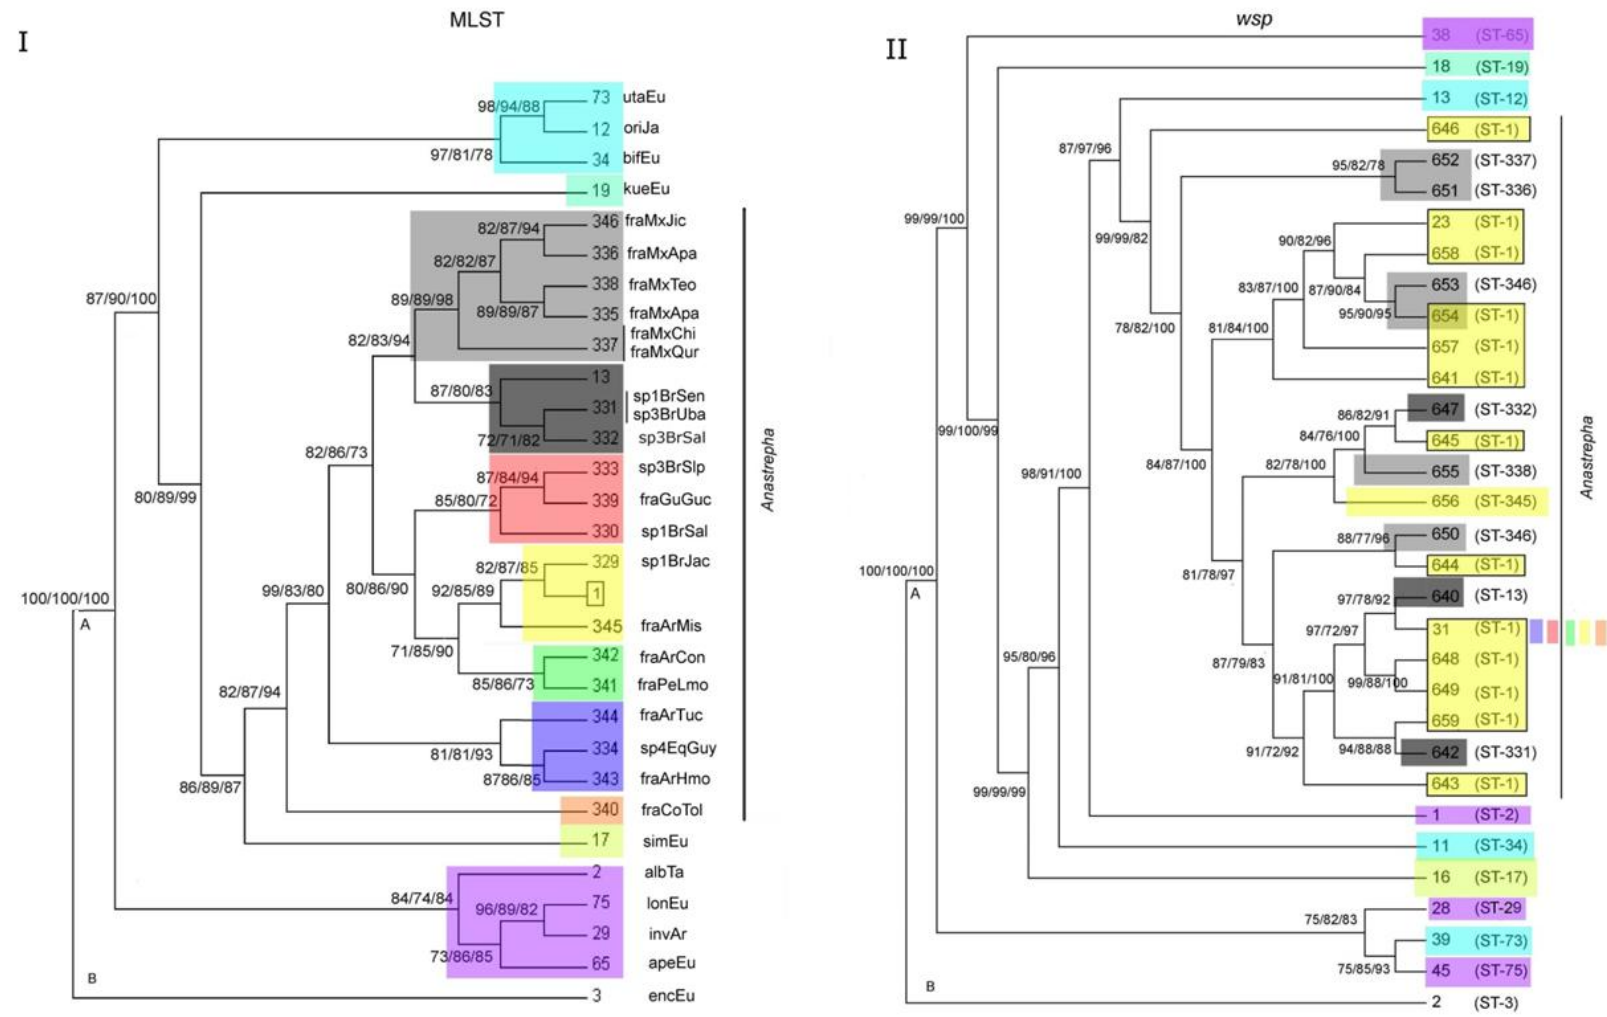 MLST
I
98/94/88
73 utaEu
12 oriJa
97/81/78
34 bifEu
19 kueEu
346 fraMxJic
82/87/94
336 fraMxApa
82/82/87
338 fraMxTeo
89/89/98
89/89/87
335 fraMxApa
87/90/100
fraMxChi
337
fraMxQur
82/83/94
13
87/80/83
sp1BrSen
331
sp3BrUba
72/71/82
332 sp3BrSal
82/86/73
333 sp3BrSlp
87/84/94
85/80/72
339 fraGuGuc
80/89/99
330 sp1BrSal
329 sp1BrJac
82/87/85
99/83/80
80/86/90
92/85/89
1
100/100/100
A
345 fraArMis
71/85/90
342 fraArCon
85/86/73
341 fraPeLmo
82/87/94
344 fraArTuc
81/81/93
334 sp4EqGuy
8786/85
343 fraArHmo
86/89/87
340 fraCoTol
17 simEu
2 albTa
84/74/84
96/89/82
75 lonEu
29 invAr
73/86/85
65 apeEu
B
3 encEu
Anastrepha
wsp
II
38 (ST-65)
18 (ST-19)
13 (ST-12)
646 (ST-1)
87/97/96
95/82/78
652 (ST-337)
651 (ST-336)
99/99/100
23 (ST-1)
99/99/82
90/82/96
658 (ST-1)
83/87/100
87/90/84
653 (ST-346)
95/90/95
654 (ST-1)
78/82/100
81/84/100
657 (ST-1)
641 (ST-1)
86/82/91
647 (ST-332)
99/100/99
84/76/100
645 (ST-1)
84/87/100
82/78/100
655 (ST-338)
98/91/100
656 (ST-345)
88/77/96
650 (ST-346)
644 (ST-1)
100/100/100
A
81/78/97
97/78/92
640 (ST-13)
97/72/97
31 (ST-1)
95/80/96
87/79/83
648 (ST-1)
91/81/100
99/88/100
649 (ST-1)
659 (ST-1)
91/72/92
94/88/88
642 (ST-331)
99/99/99
643 (ST-1)
1 (ST-2)
11 (ST-34)
16 (ST-17)
28 (ST-29
75/82/83
39 (ST-73)
75/85/93
45 (ST-75)
B
2 (ST-3)
Anastrepha